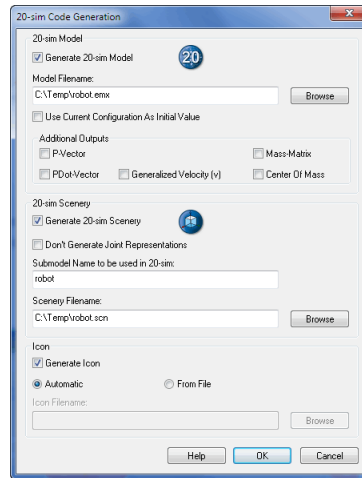 20-sim Code Generation
20-sim Model
Generate 20-sim Model
20
Model Filename:
C:\Temp\robot.emx
Browse
Use Current Configuration As Initial Value
Additional Outputs
P-Vector
Mass-Matrix
PDot-Vector
Generalized Velocity (v)
Center Of Mass
20-sim Scenery
Generate 20-sim Scenery
Don't Generate Joint Representations
Submodel Name to be used in 20-sim:
robot
Scenery Filename:
C:\Temp\robot.scn
Browse
Icon
Generate Icon
Automatic
From File
Icon Filename:
Browse
Help
OK
Cancel